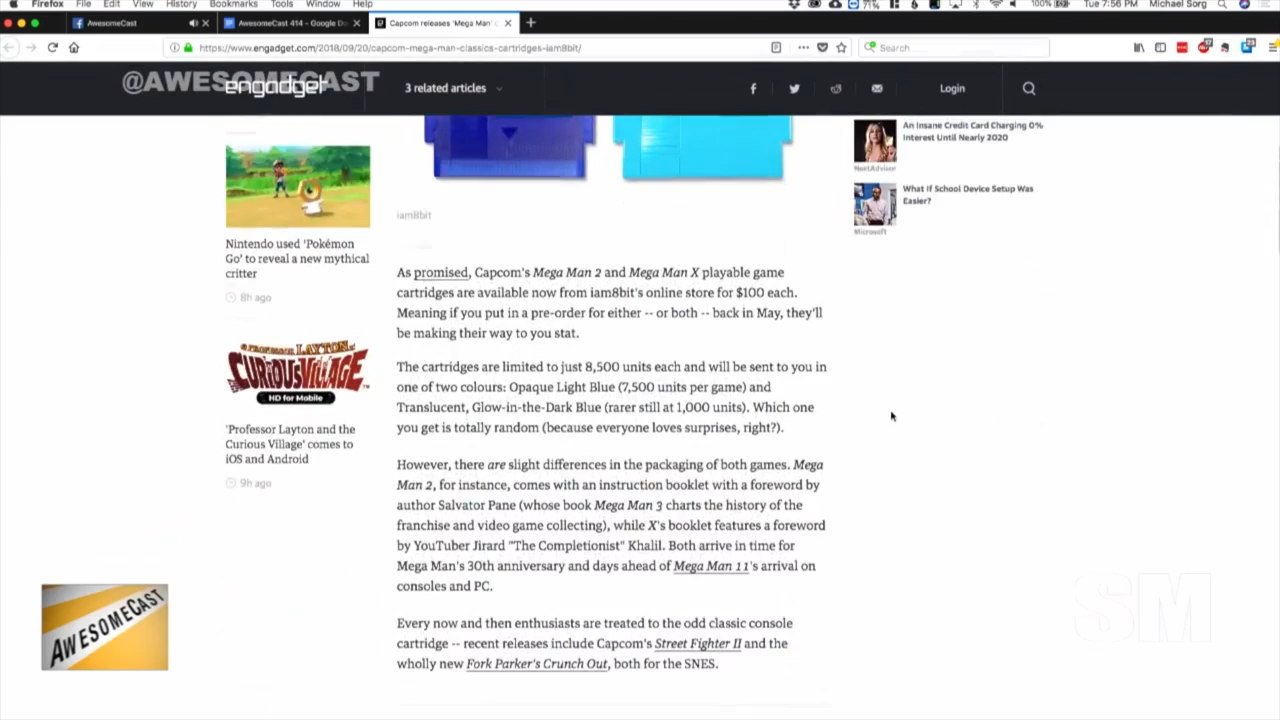 Firefox File Edit View History Bookmarks Tools Window Help
100% Tue 7:56 PM Michael Sorg
AwesomeCast
AwesomeCast 414 - Google Do
Capcom releases 'Mega Man' c
https://www.engadget.com/2018/09/20/capcom-mega-man-classics-cartridges-iam8bit/
Search
@AWESOMECAST
engadget
3 related articles
Login
An Insane Credit Card Charging 0%
Interest Until Nearly 2020
NextAdvisor
What If School Device Setup Was
Easier?
Microsoft
Nintendo used 'Pokémon
Go' to reveal a new mythical
critter
8h ago
PROFESSOR LAYTON and
CURIOUS VILLAGE
HD for Mobile
'Professor Layton and the
Curious Village' comes to
iOS and Android
9h ago
iam8bit
As promised, Capcom's Mega Man 2 and Mega Man X playable game
cartridges are available now from iam8bit's online store for $100 each.
Meaning if you put in a pre-order for either -- or both -- back in May, they'll
be making their way to you stat.
The cartridges are limited to just 8,500 units each and will be sent to you in
one of two colours: Opaque Light Blue (7,500 units per game) and
Translucent, Glow-in-the-Dark Blue (rarer still at 1,000 units). Which one
you get is totally random (because everyone loves surprises, right?).
However, there are slight differences in the packaging of both games. Mega
Man 2, for instance, comes with an instruction booklet with a foreword by
author Salvator Pane (whose book Mega Man 3 charts the history of the
franchise and video game collecting), while X's booklet features a foreword
by YouTuber Jirard "The Completionist" Khalil. Both arrive in time for
Mega Man's 30th anniversary and days ahead of Mega Man 11's arrival on
consoles and PC.
Every now and then enthusiasts are treated to the odd classic console
cartridge -- recent releases include Capcom's Street Fighter II and the
wholly new Fork Parker's Crunch Out, both for the SNES.
AWESOMECAST
SM